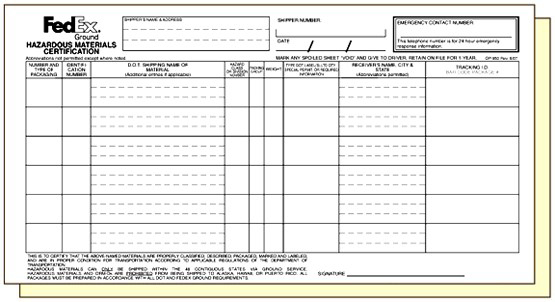 FedEx®
Ground
HAZARDOUS MATERIALS
CERTIFICATION
SHIPPER'S NAME & ADDRESS
SHIPPER NUMBER:
DATE / /
EMERGENCY CONTACT NUMBER:
This telephone number is for 24 hour emergency
response information.
Abbreviations not permitted except where noted.
MARK ANY SPOILED SHEET "VOID" AND GIVE TO DRIVER. RETAIN ON FILE FOR 1 YEAR.
NUMBER AND
TYPE OF
PACKAGING
IDENTIFI
CATION
NUMBER
D.O.T. SHIPPING NAME OF
MATERIAL
(Additional entries if applicable)
HAZARD
CLASS
OR DIVISION
NUMBER
PACKING
GROUP
WEIGHT
TYPE DOT LABEL(S) LTD QTY
SPECIAL PERMIT OR REQUIRED
INFORMATION
RECEIVER'S NAME, CITY &
STATE
(Abbreviations permitted)
TRACKING I.D.
THIS IS TO CERTIFY THAT THE ABOVE NAMED MATERIALS ARE PROPERLY CLASSIFIED, DESCRIBED, PACKAGED, MARKED AND LABELED,
AND ARE IN PROPER CONDITION FOR TRANSPORTATION ACCORDING TO APPLICABLE REGULATIONS OF THE DEPARTMENT OF
TRANSPORTATION.
HAZARDOUS MATERIALS CAN ONLY BE SHIPPED WITHIN THE 48 CONTIGUOUS STATES VIA GROUND SERVICE.
HAZARDOUS MATERIALS AND ORM-D'S ARE PROHIBITED FROM BEING SHIPPED TO ALASKA, HAWAII, OR PUERTO RICO. ALL
PACKAGES MUST BE PREPARED IN ACCORDANCE WITH ALL DOT AND FEDEX GROUND REQUIREMENTS.
SIGNATURE